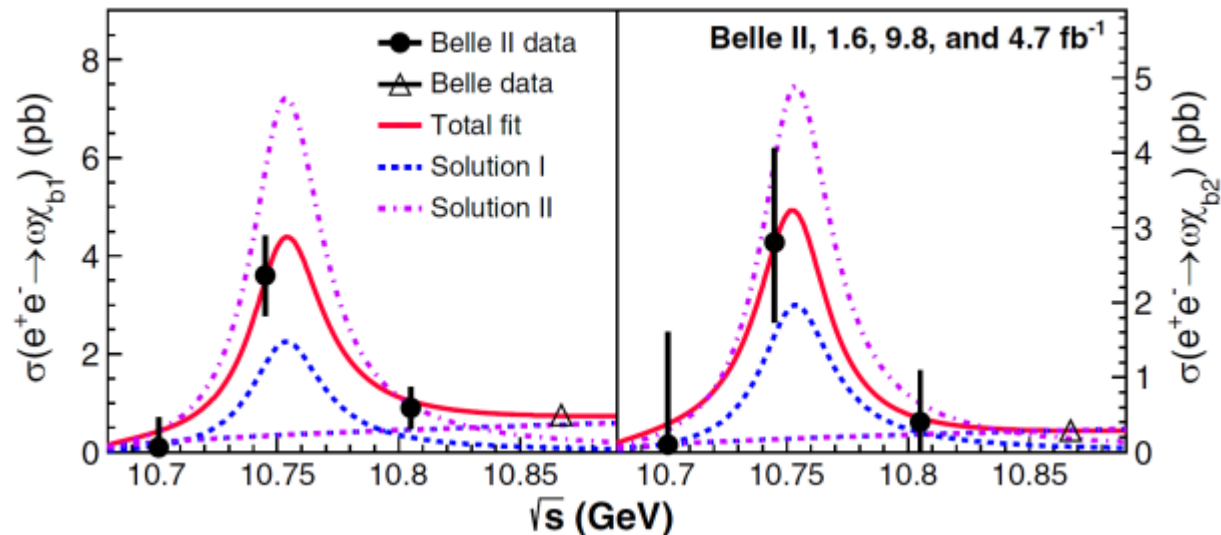 σ(e⁺e⁻→ωχ_b1) (pb)
8
6
4
2
0
Belle II data
Belle data
Total fit
Solution I
Solution II
Belle II, 1.6, 9.8, and 4.7 fb⁻¹
5
4
3
2
1
0
σ(e⁺e⁻→ωχ_b2) (pb)
10.7 10.75 10.8 10.85 10.7 10.75 10.8 10.85
√s (GeV)